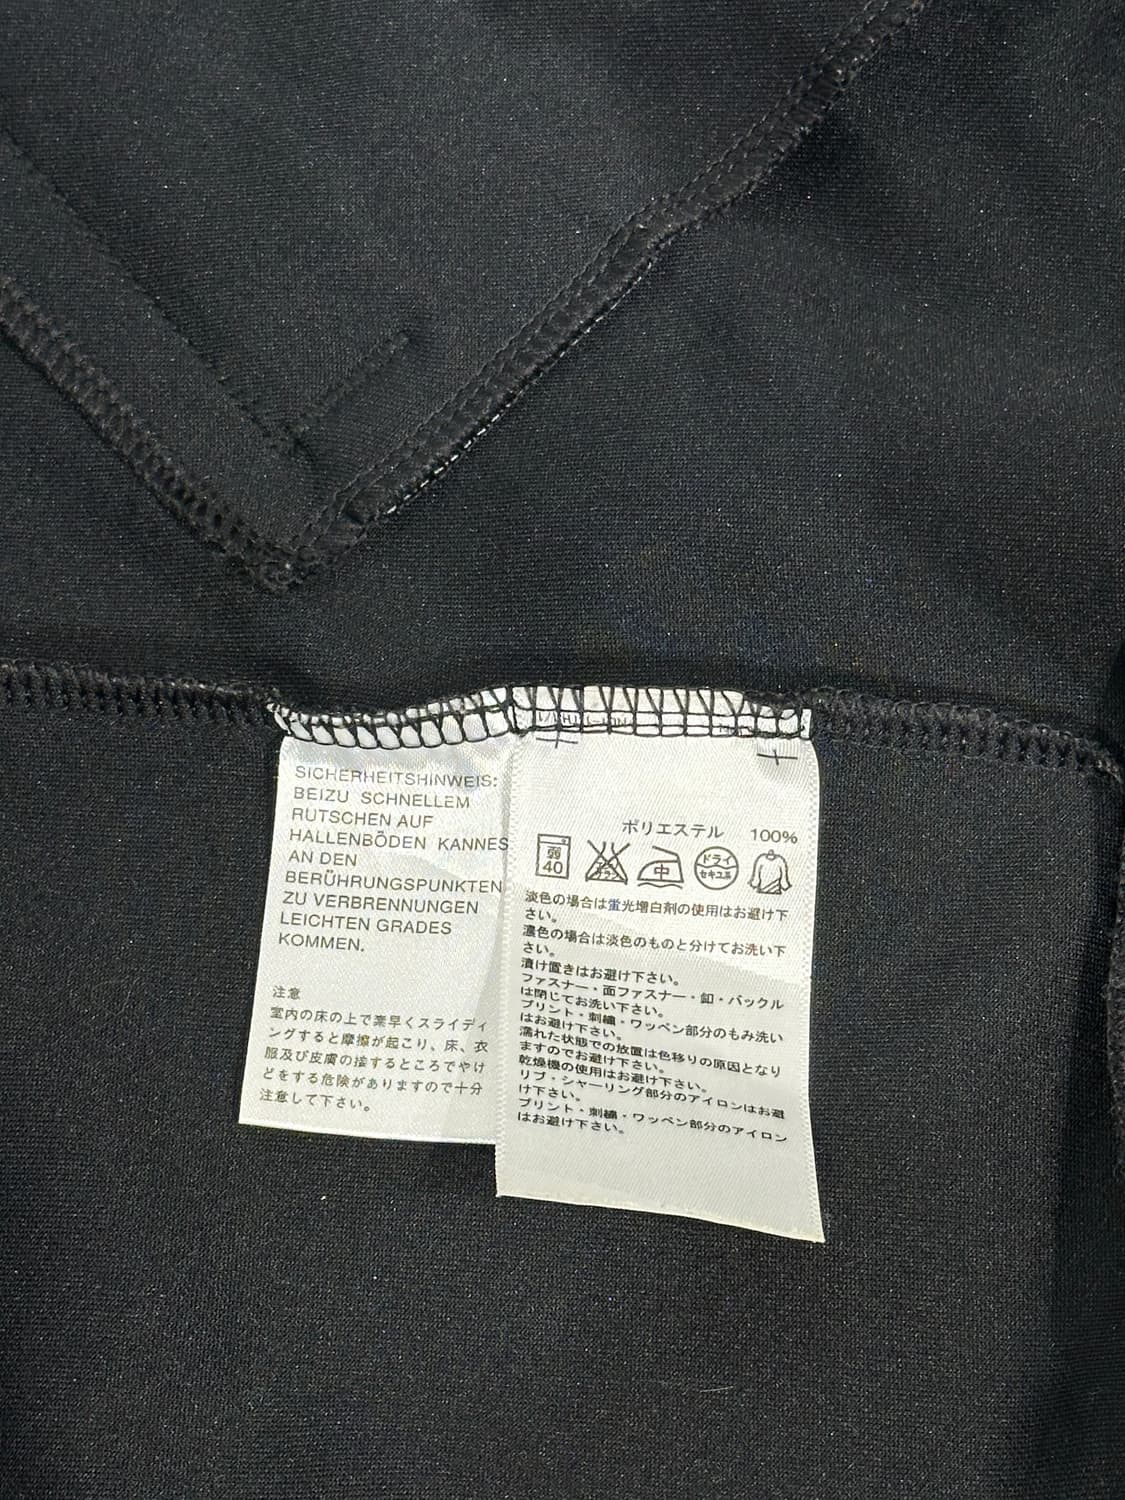 SICHERHEITSHINWEIS:
BEI ZU SCHNELLEM
RUTSCHEN AUF
HALLENBÖDEN KANN ES
AN DEN
BERÜHRUNGSPUNKTEN
ZU VERBRENNUNGEN
LEICHTEN GRADES
KOMMEN.
注意
室内の床の上で素早くスライディ
ングすると摩擦が起こり、床、衣
服及び皮膚の接するところでやけ
どをする危険がありますので十分
注意して下さい。
ポリエステル 100%
弱
40
中
ドライ
セキユ系
淡色の場合は蛍光増白剤の使用はお避け下
さい。
濃色の場合は淡色のものと分けてお洗い下
さい。
漬け置きはお避け下さい。
ファスナー・面ファスナー・釦・バックル
は閉じてお洗い下さい。
プリント・刺繍・ワッペン部分のもみ洗い
はお避け下さい。
濡れた状態での放置は色移りの原因となり
ますのでお避け下さい。
乾燥機の使用はお避け下さい。
リブ・シャーリング部分のアイロンはお避
け下さい。
プリント・刺繍・ワッペン部分のアイロン
はお避け下さい。